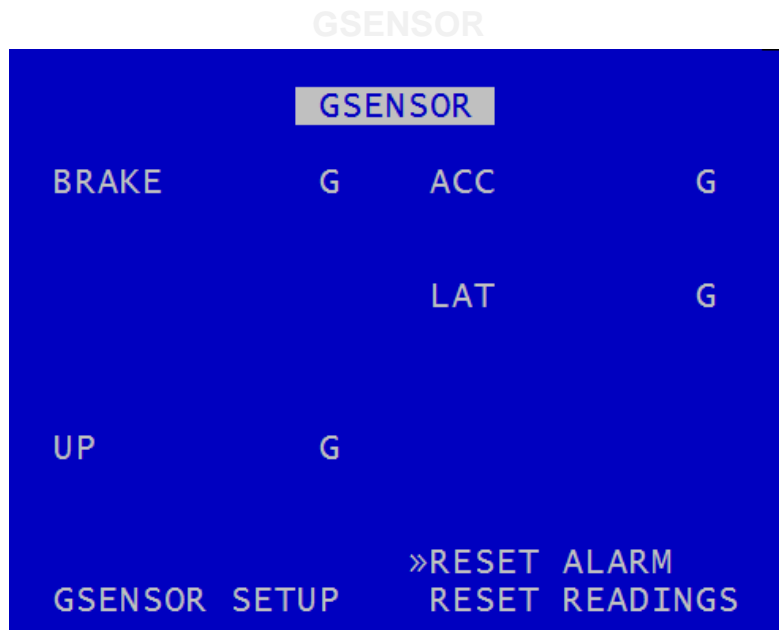 GSENSOR
GSENSOR
BRAKE G ACC G
LAT G
UP G
»RESET ALARM
GSENSOR SETUP RESET READINGS